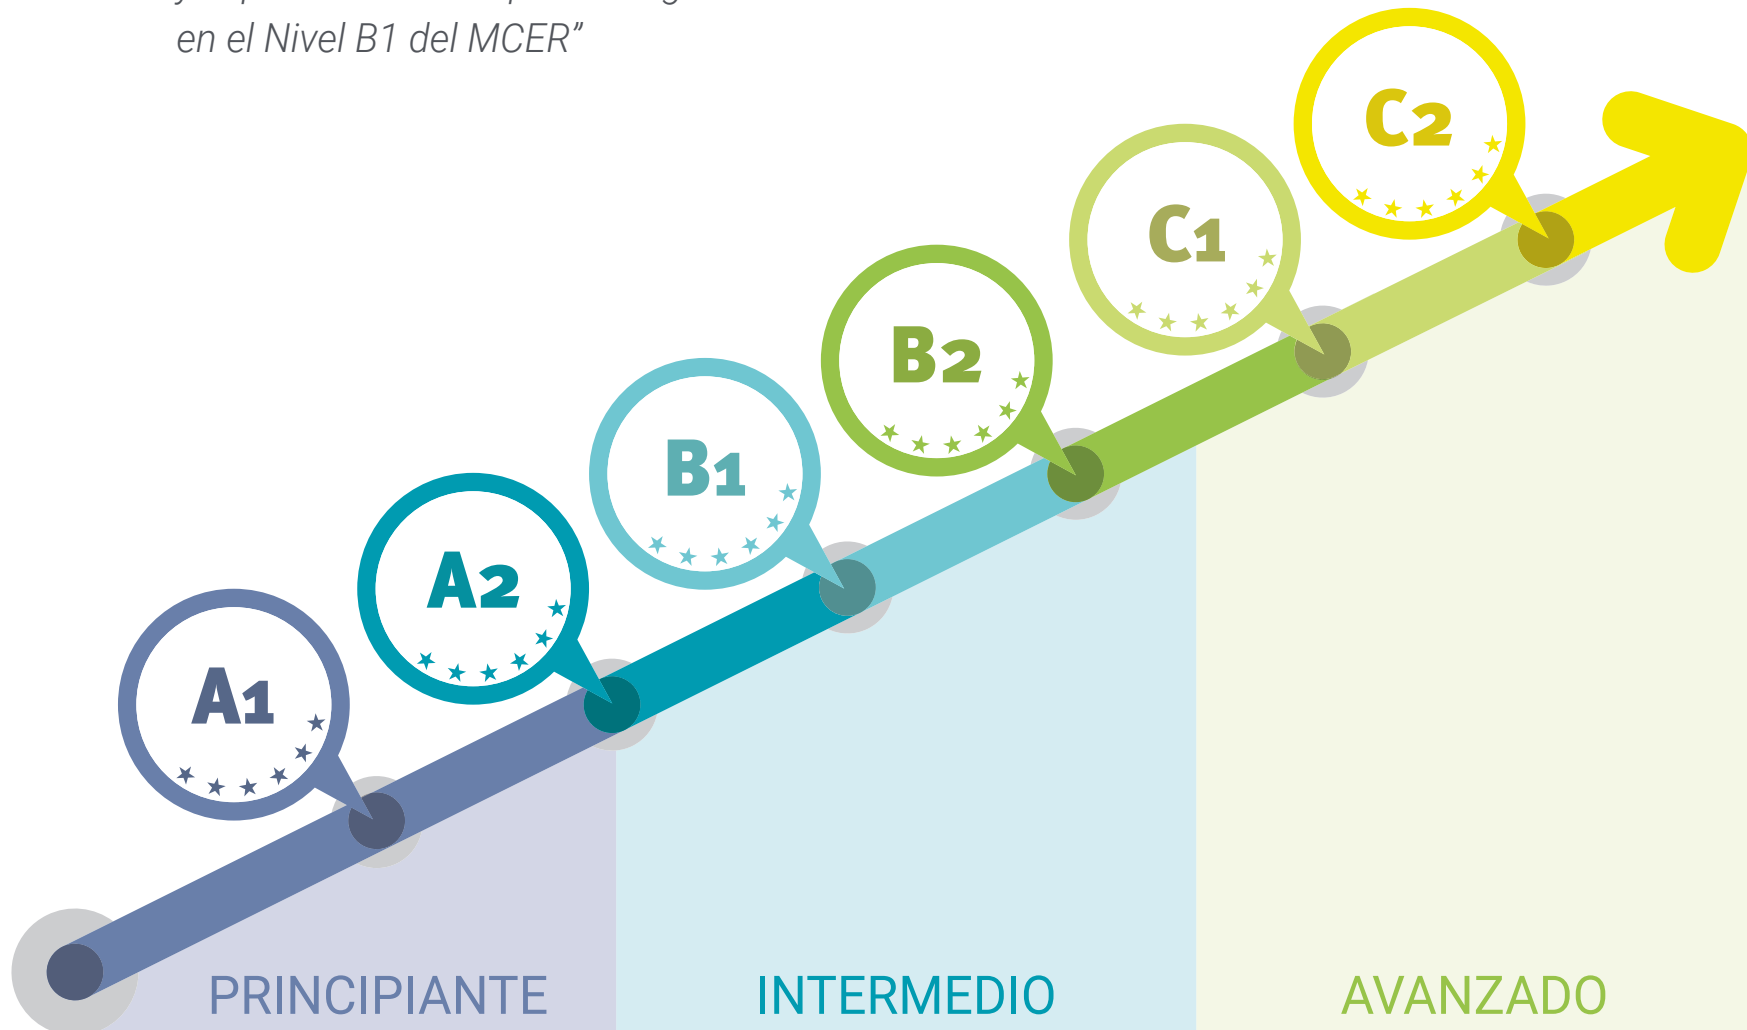 en el Nivel B1 del MCER”
C2
C1
B2
B1
A2
A1
PRINCIPIANTE INTERMEDIO AVANZADO